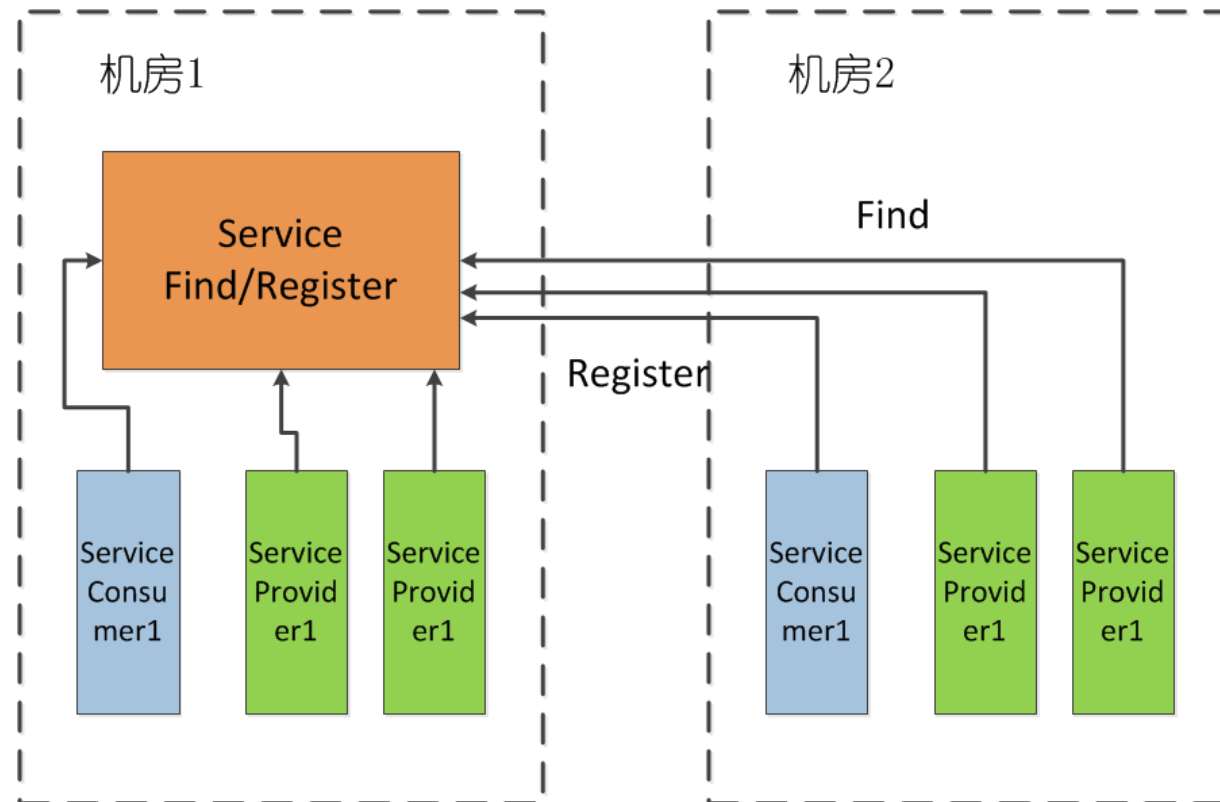 机房1
机房2
Service
Find/Register
Find
Register
Service
Consu
mer1
Service
Provid
er1
Service
Provid
er1
Service
Consu
mer1
Service
Provid
er1
Service
Provid
er1